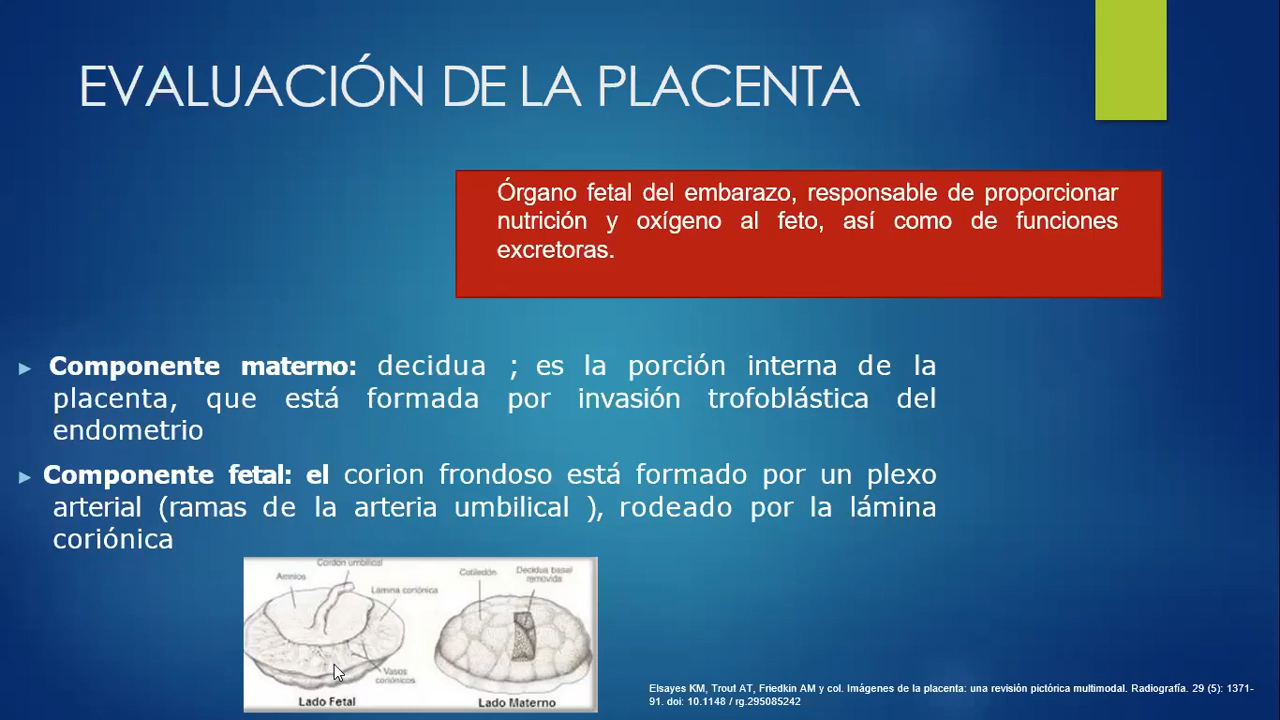 EVALUACIÓN DE LA PLACENTA
Órgano fetal del embarazo, responsable de proporcionar
nutrición y oxígeno al feto, así como de funciones
excretoras.
Componente materno: decidua ; es la porción interna de la
placenta, que está formada por invasión trofoblástica del
endometrio
Componente fetal: el corion frondoso está formado por un plexo
arterial (ramas de la arteria umbilical ), rodeado por la lámina
coriónica
Cordón umbilical
Amnios
Lámina coriónica
Vasos
coriónicos
Lado Fetal
Cotiledón
Decidua basal
removida
Lado Materno
Elsayes KM, Trout AT, Friedkin AM y col. Imágenes de la placenta: una revisión pictórica multimodal. Radiografía. 29 (5): 1371-
91. doi: 10.1148 / rg.295085242